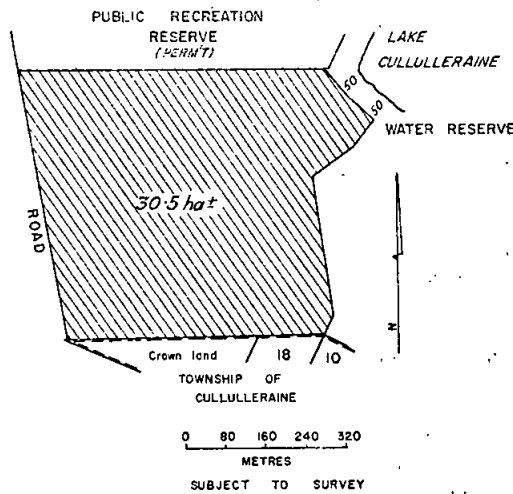 PUBLIC RECREATION
RESERVE
(PERMIT)
LAKE
CULLULLERAINE
50
50
WATER RESERVE
30·5 ha±
ROAD
N
Crown land 18 10
TOWNSHIP OF
CULLULLERAINE
0 80 160 240 320
METRES
SUBJECT TO SURVEY